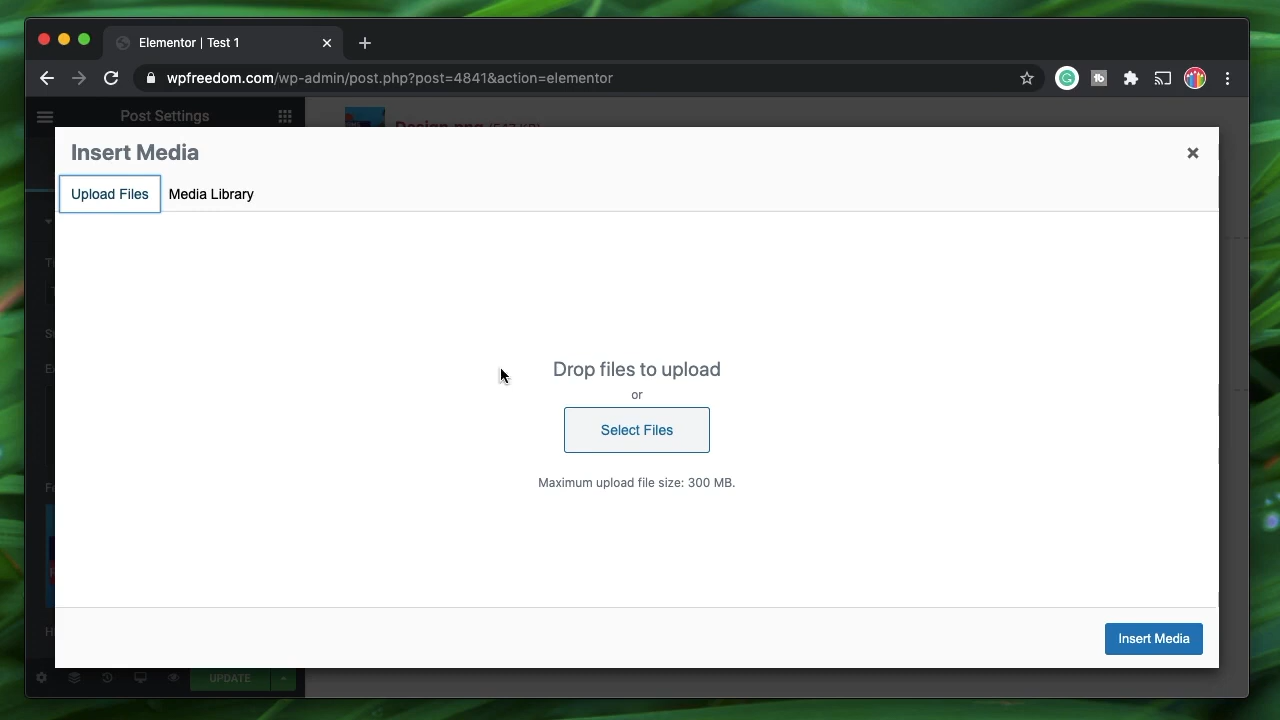 Elementor | Test 1
wpfreedom.com/wp-admin/post.php?post=4841&action=elementor
Post Settings
Insert Media
Upload Files
Media Library
Drop files to upload
or
Select Files
Maximum upload file size: 300 MB.
Insert Media
UPDATE